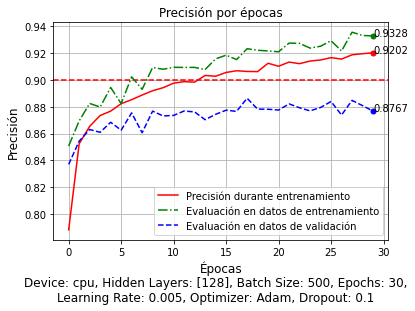 Precisión por épocas
Precisión
0.94
0.92
0.90
0.88
0.86
0.84
0.82
0.80
0.9328
0.9202
0.8767
Precisión durante entrenamiento
Evaluación en datos de entrenamiento
Evaluación en datos de validación
0 5 10 15 20 25 30
Épocas
Device: cpu, Hidden Layers: [128], Batch Size: 500, Epochs: 30,
Learning Rate: 0.005, Optimizer: Adam, Dropout: 0.1